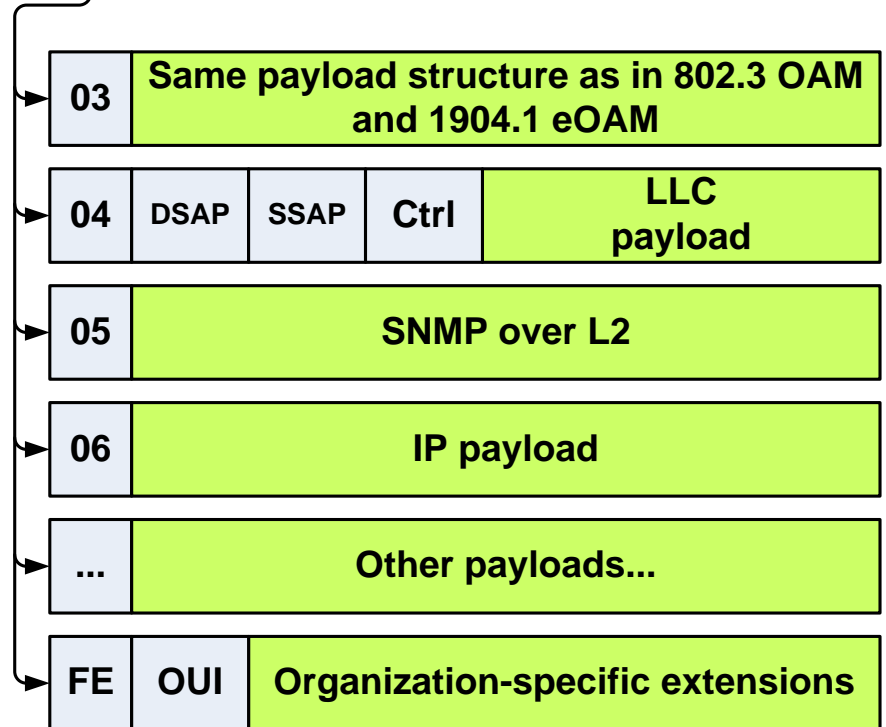 03 Same payload structure as in 802.3 OAM
and 1904.1 eOAM
04 DSAP SSAP Ctrl LLC
payload
05 SNMP over L2
06 IP payload
... Other payloads...
FE OUI Organization-specific extensions